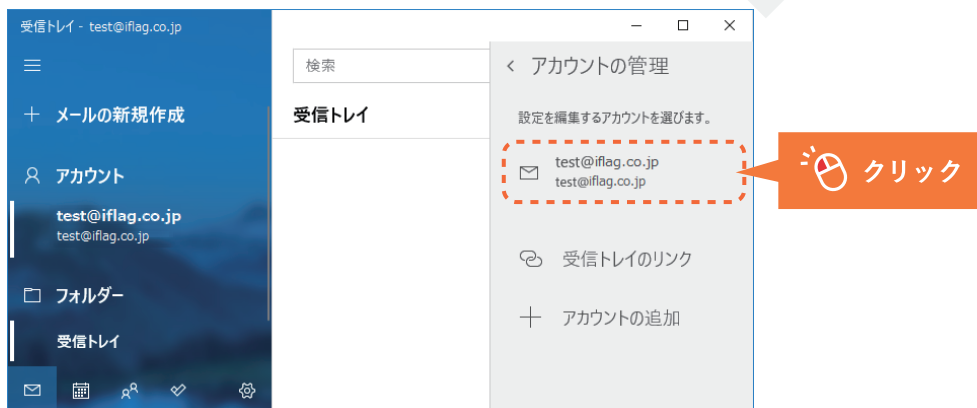 受信トレイ - test@iflag.co.jp
メールの新規作成
アカウント
test@iflag.co.jp
test@iflag.co.jp
フォルダー
受信トレイ
検索
受信トレイ
アカウントの管理
設定を編集するアカウントを選びます。
test@iflag.co.jp
test@iflag.co.jp
受信トレイのリンク
アカウントの追加
クリック